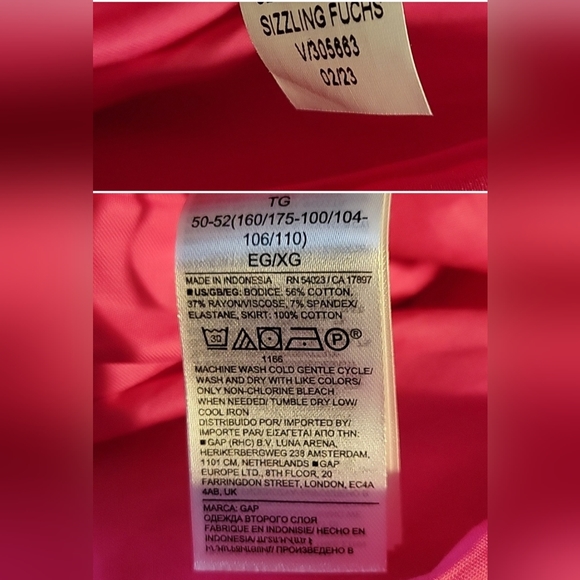 SIZZLING FUCHS
V/305663
02/23
TG
50-52(160/175-100/104-
106/110)
EG/XG
MADE IN INDONESIA RN 54023 / CA 17897
■US/GB/EG: BODICE: 56% COTTON,
37% RAYON/VISCOSE, 7% SPANDEX/
ELASTANE, SKIRT: 100% COTTON
30 P®
1166
MACHINE WASH COLD GENTLE CYCLE/
WASH AND DRY WITH LIKE COLORS/
ONLY NON-CHLORINE BLEACH
WHEN NEEDED/ TUMBLE DRY LOW/
COOL IRON
DISTRIBUTED FOR/ IMPORTED BY/
IMPORTE PAR/ ΕΙΣΑΓΕΤΑΙ ΑΠΟ ΤΗΝ:
■ GAP (RHC) B.V. LUNA ARENA,
HERIKERBERGWEG 238 AMSTERDAM,
1101 CM, NETHERLANDS ■GAP
EUROPE LTD., 8TH FLOOR, 20
FARRINGDON STREET, LONDON, EC4A
4AB, UK
MARCA: GAP
ОДЕЖДА ВТОРОГО СЛОЯ
FABRIQUE EN INDONISIE/ HECHO EN
INDONESIA/
ПРОИЗВЕДЕНО В